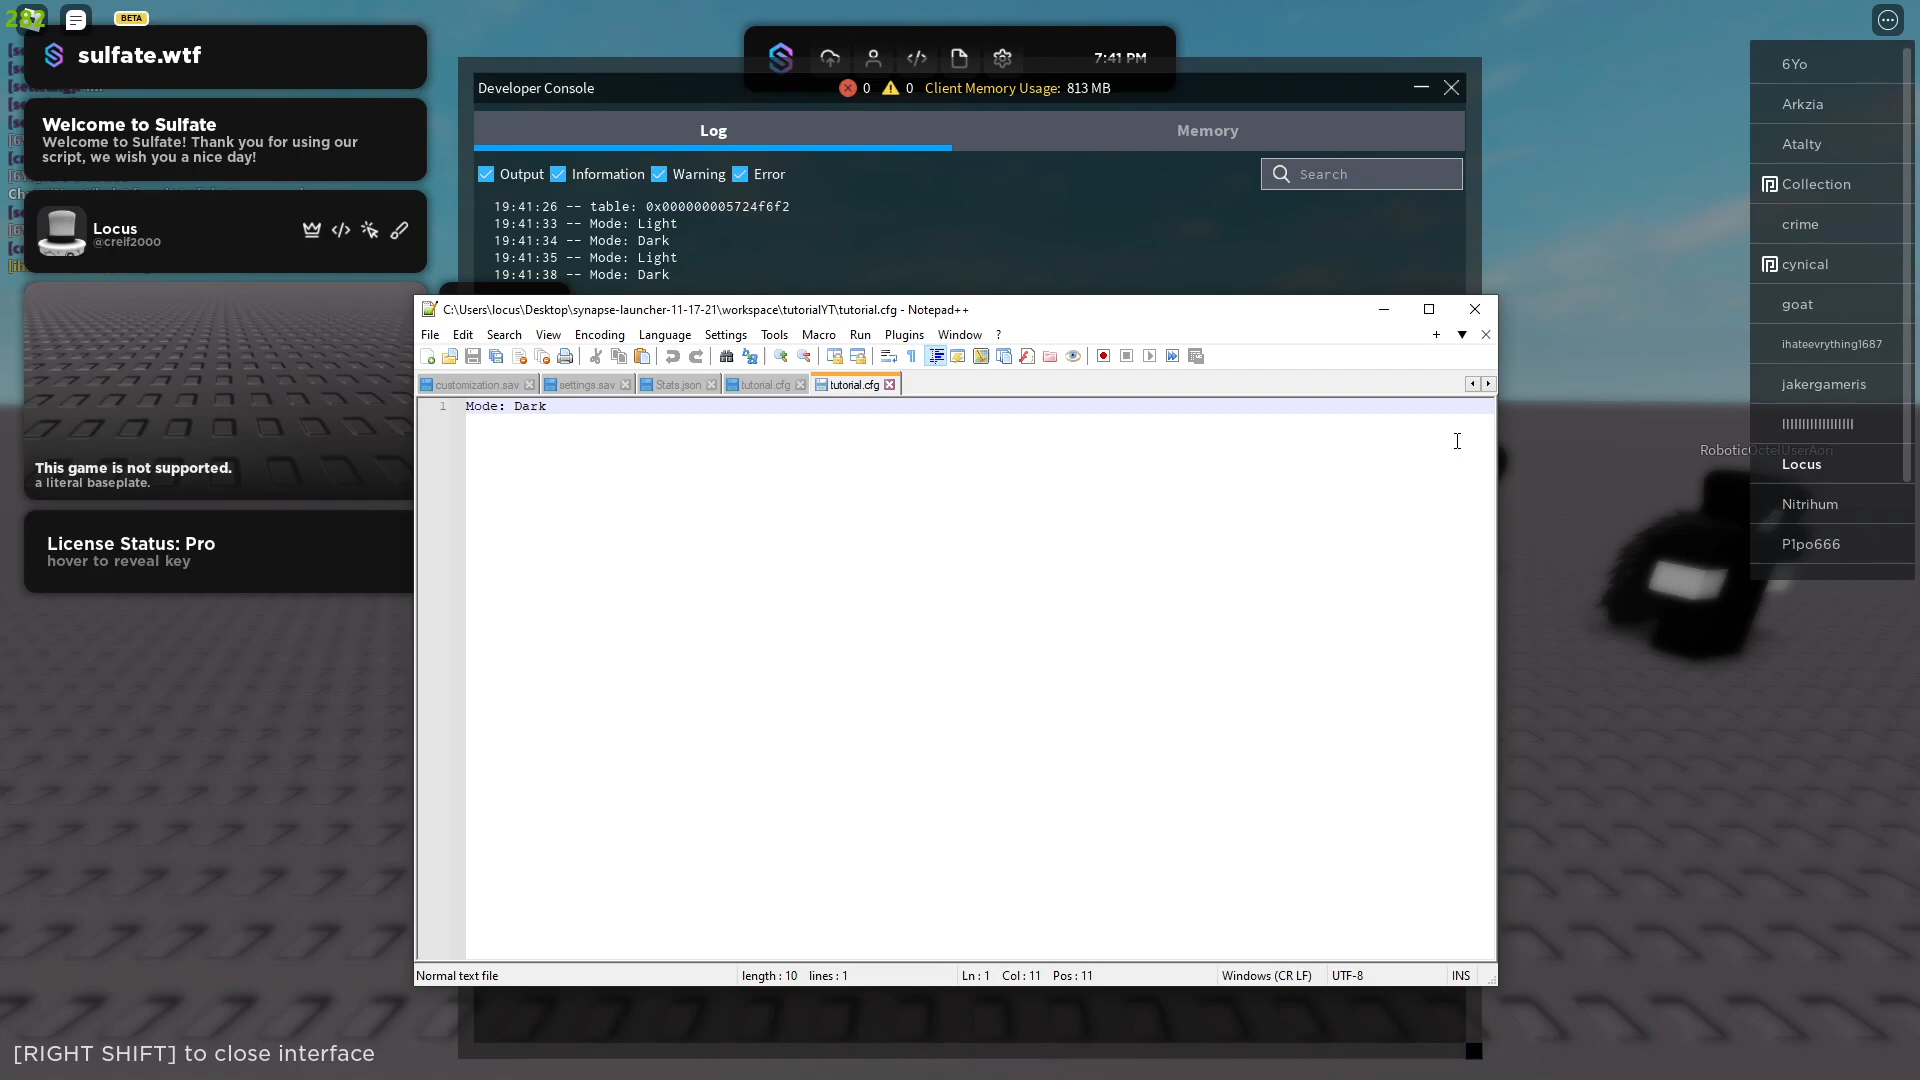 282
BETA
sulfate.wtf
7:41 PM
Welcome to Sulfate
Welcome to Sulfate! Thank you for using our
script, we wish you a nice day!
Locus
@creif2000
This game is not supported.
a literal baseplate.
License Status: Pro
hover to reveal key
[RIGHT SHIFT] to close interface
Developer Console
0
0
Client Memory Usage: 813 MB
Log
Memory
Output
Information
Warning
Error
Search
19:41:26 -- table: 0x000000005724f6f2
19:41:33 -- Mode: Light
19:41:34 -- Mode: Dark
19:41:35 -- Mode: Light
19:41:38 -- Mode: Dark
C:\Users\locus\Desktop\synapse-launcher-11-17-21\workspace\tutorialYT\tutorial.cfg - Notepad++
File Edit Search View Encoding Language Settings Tools Macro Run Plugins Window ?
customization.sav settings.sav Stats.json tutorial.cfg tutorial.cfg
1 Mode: Dark
Normal text file length : 10 lines : 1 Ln : 1 Col : 11 Pos : 11 Windows (CR LF) UTF-8 INS
6Yo
Arkzia
Atalty
Collection
crime
cynical
goat
ihateevrything1687
jakergameris
Locus
Nitrihum
P1po666
RoboticOctelUserAori